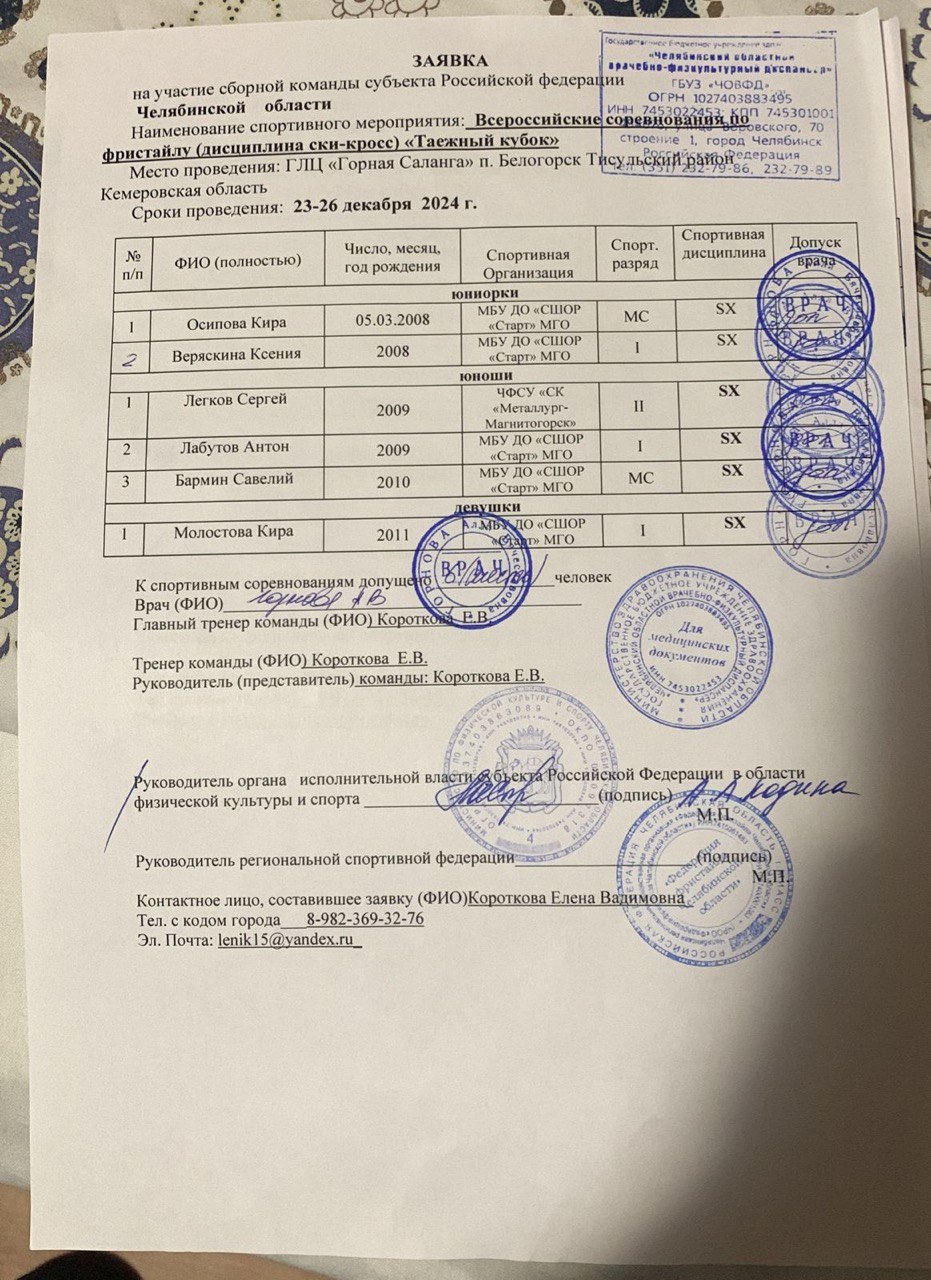 ЗАЯВКА
на участие сборной команды субъекта Российской федерации
Челябинской области
Наименование спортивного мероприятия: Всероссийские соревнования по
фристайлу (дисциплина ски-кросс) «Таежный кубок»
Место проведения: ГЛЦ «Горная Саланга» п. Белогорск Тисульский район
Кемеровская область
Сроки проведения: 23-26 декабря 2024 г.
«Челябинский областной
врачебно-физкультурный диспансер»
ГБУЗ «ЧОВФД»
ОГРН 1027403883495
ИНН 7453022453 КПП 745301001
улица Воровского, 70
строение 1, город Челябинск
Российская Федерация
Тел. (351) 232-79-86, 232-79-89
№ п/п ФИО (полностью) Число, месяц, год рождения Спортивная Организация Спорт. разряд Спортивная дисциплина Допуск врача
юниорки
1 Осипова Кира 05.03.2008 МБУ ДО «СШОР «Старт» МГО МС SX
2 Веряскина Ксения 2008 МБУ ДО «СШОР «Старт» МГО I SX
юноши
1 Легков Сергей 2009 ЧФСУ «СК «Металлург-Магнитогорск» II SX
2 Лабутов Антон 2009 МБУ ДО «СШОР «Старт» МГО I SX
3 Бармин Савелий 2010 МБУ ДО «СШОР «Старт» МГО МС SX
девушки
1 Молостова Кира 2011 МБУ ДО «СШОР «Старт» МГО I SX
ВРАЧ
ВРАЧ
ВРАЧ
ВРАЧ
ВРАЧ
К спортивным соревнованиям допущено 6 человек
Врач (ФИО) Горнова АВ
Главный тренер команды (ФИО) Короткова Е.В.
Тренер команды (ФИО) Короткова Е.В.
Руководитель (представитель) команды: Короткова Е.В.
Для
медицинских
документов
ИНН 7453022453
Руководитель органа исполнительной власти субъекта Российской Федерации в области
физической культуры и спорта (подпись)
М.П.
4
Руководитель региональной спортивной федерации (подпись)
М.П.
«Федерация
фристайла
Челябинской
области»
Контактное лицо, составившее заявку (ФИО)Короткова Елена Вадимовна
Тел. с кодом города 8-982-369-32-76
Эл. Почта: lenik15@yandex.ru